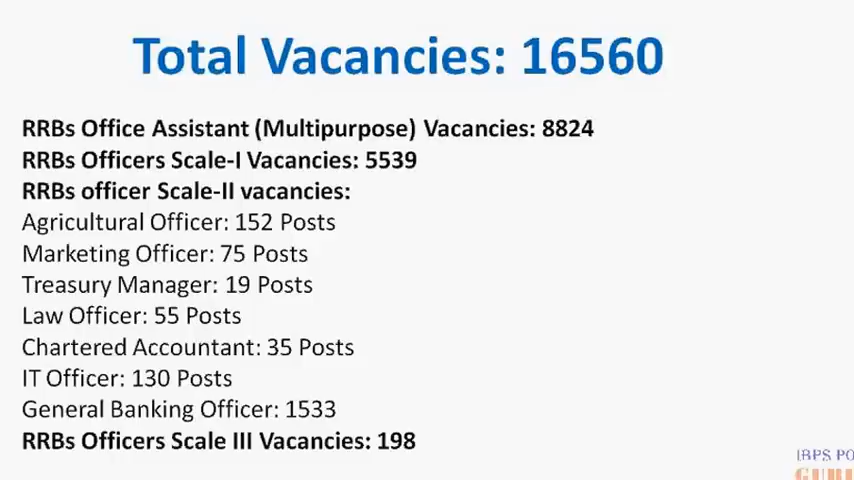 Total Vacancies: 16560
RRBs Office Assistant (Multipurpose) Vacancies: 8824
RRBs Officers Scale-I Vacancies: 5539
RRBs officer Scale-II vacancies:
Agricultural Officer: 152 Posts
Marketing Officer: 75 Posts
Treasury Manager: 19 Posts
Law Officer: 55 Posts
Chartered Accountant: 35 Posts
IT Officer: 130 Posts
General Banking Officer: 1533
RRBs Officers Scale III Vacancies: 198
IBPS PO